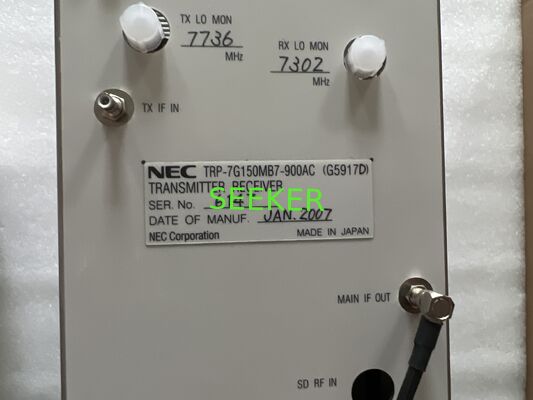 TX LO MON
7736
MHz
RX LO MON
7302
MHz
TX IF IN
NEC TRP-7G150MB7-900AC (G5917D)
TRANSMITTER RECEIVER
SEEKER
SER. No.
DATE OF MANUF. JAN. 2007
NEC Corporation MADE IN JAPAN
MAIN IF OUT
SD RF IN